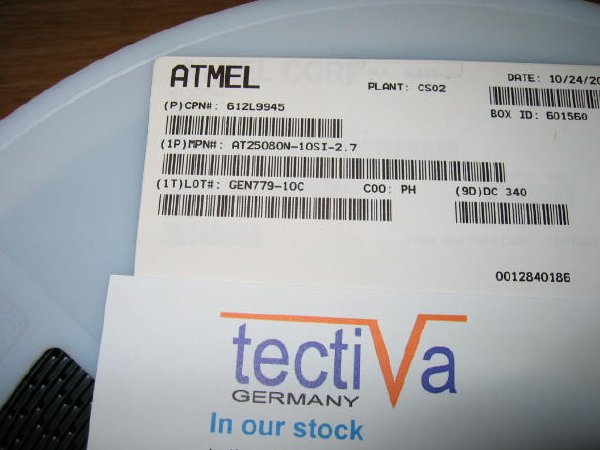 ATMEL
PLANT: CS02
DATE: 10/24/20
(P)CPN#: 612L9945
BOX ID: 601560
(1P)MPN#: AT25080N-10SI-2.7
(1T)LOT#: GEN779-10C
COO: PH
(9D)DC 340
0012840186
tectiVa
GERMANY
In our stock